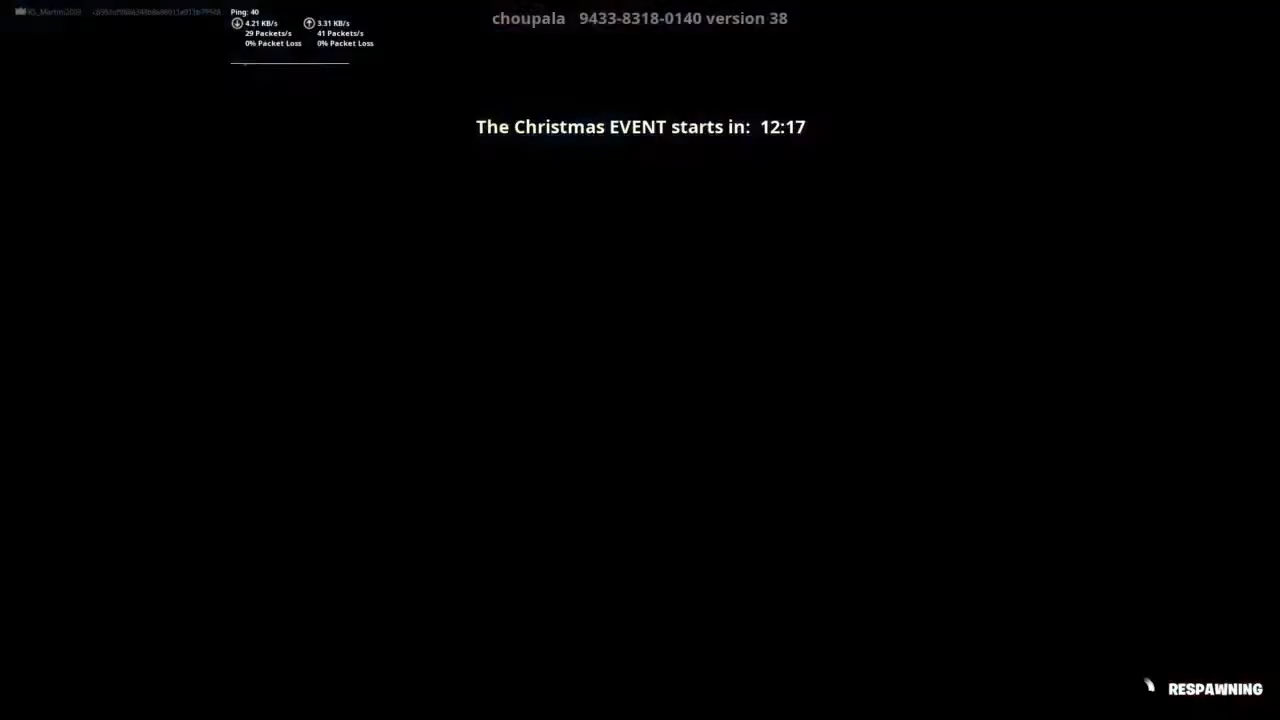 Ping: 40
4.21 KB/s 3.31 KB/s
29 Packets/s 41 Packets/s
0% Packet Loss 0% Packet Loss
choupala 9433-8318-0140 version 38
The Christmas EVENT starts in: 12:17
RESPAWNING